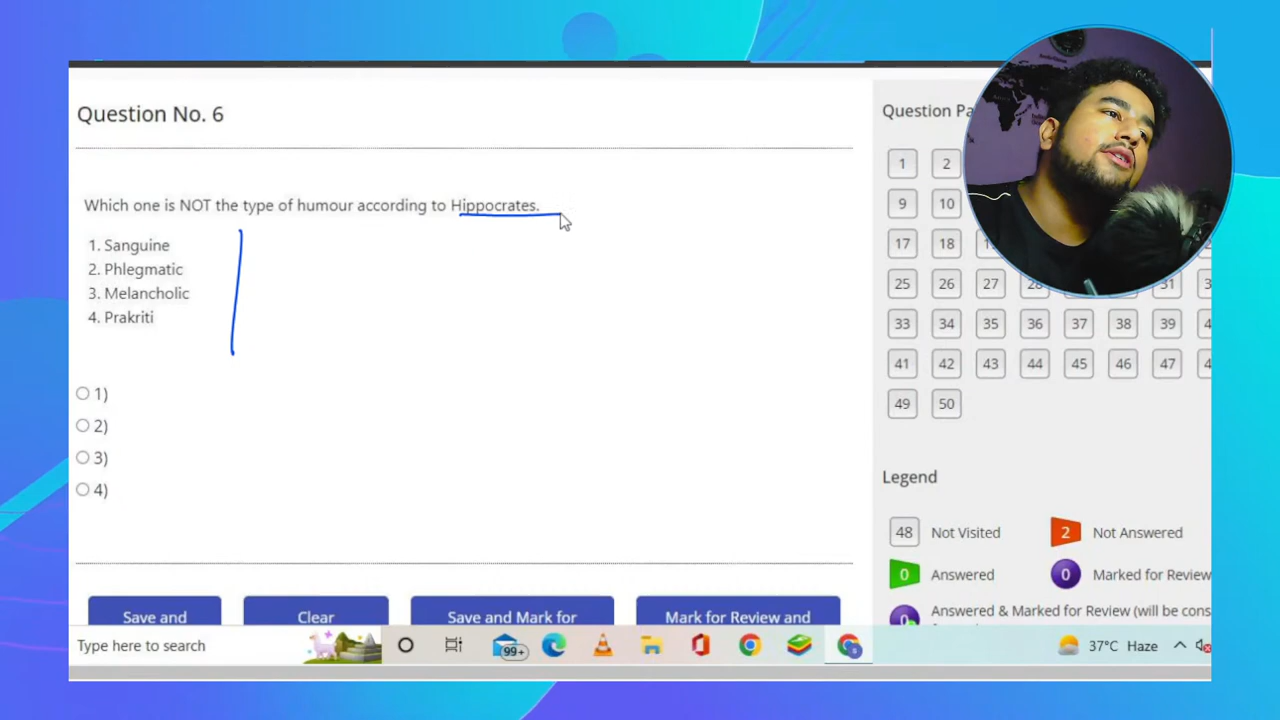 Question No. 6
Question Pa
Which one is NOT the type of humour according to Hippocrates.
1. Sanguine
2. Phlegmatic
3. Melancholic
4. Prakriti
1)
2)
3)
4)
1 2
9 10
17 18
25 26 27 28 31
33 34 35 36 37 38 39 4
41 42 43 44 45 46 47 4
49 50
Legend
48 Not Visited 2 Not Answered
0 Answered 0 Marked for Review
0 Answered & Marked for Review (will be cons
Save and Clear Save and Mark for Mark for Review and
Type here to search 99+ 37°C Haze